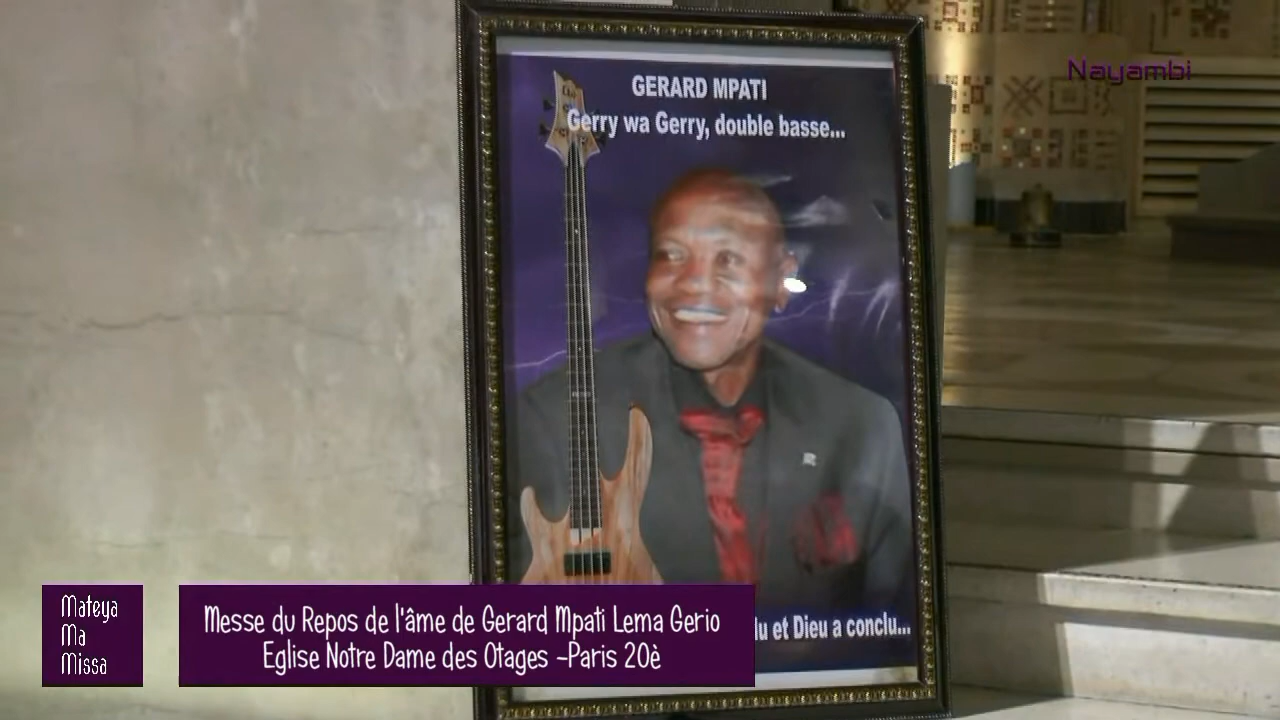 Nayambi
GERARD MPATI
Gerry wa Gerry, double basse...
et Dieu a conclu...
Mateya
Ma
Missa
Messe du Repos de l'âme de Gerard Mpati Lema Gerio
Eglise Notre Dame des Otages -Paris 20è